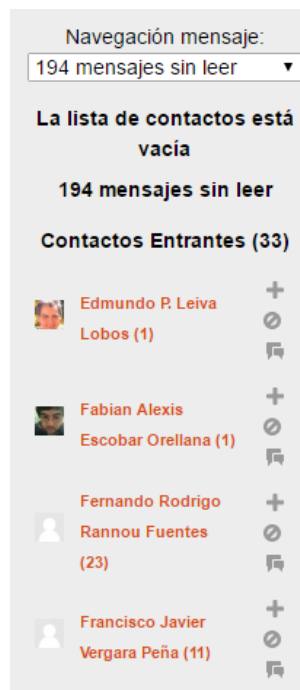 Navegación mensaje:
194 mensajes sin leer
La lista de contactos está
vacía
194 mensajes sin leer
Contactos Entrantes (33)
Edmundo P. Leiva
Lobos (1)
Fabian Alexis
Escobar Orellana (1)
Fernando Rodrigo
Rannou Fuentes
(23)
Francisco Javier
Vergara Peña (11)